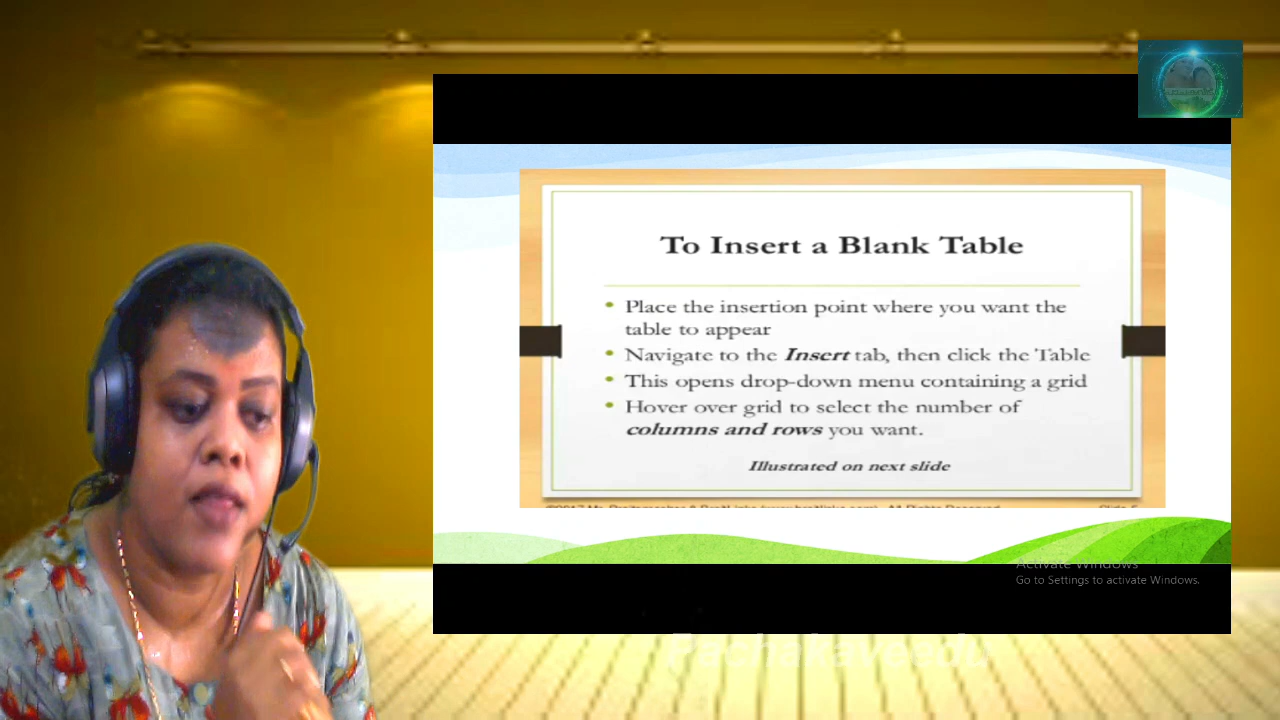 To Insert a Blank Table
• Place the insertion point where you want the
table to appear
• Navigate to the Insert tab, then click the Table
• This opens drop-down menu containing a grid
• Hover over grid to select the number of
columns and rows you want.
Illustrated on next slide
Activate Windows
Go to Settings to activate Windows.
Pachakaveedu